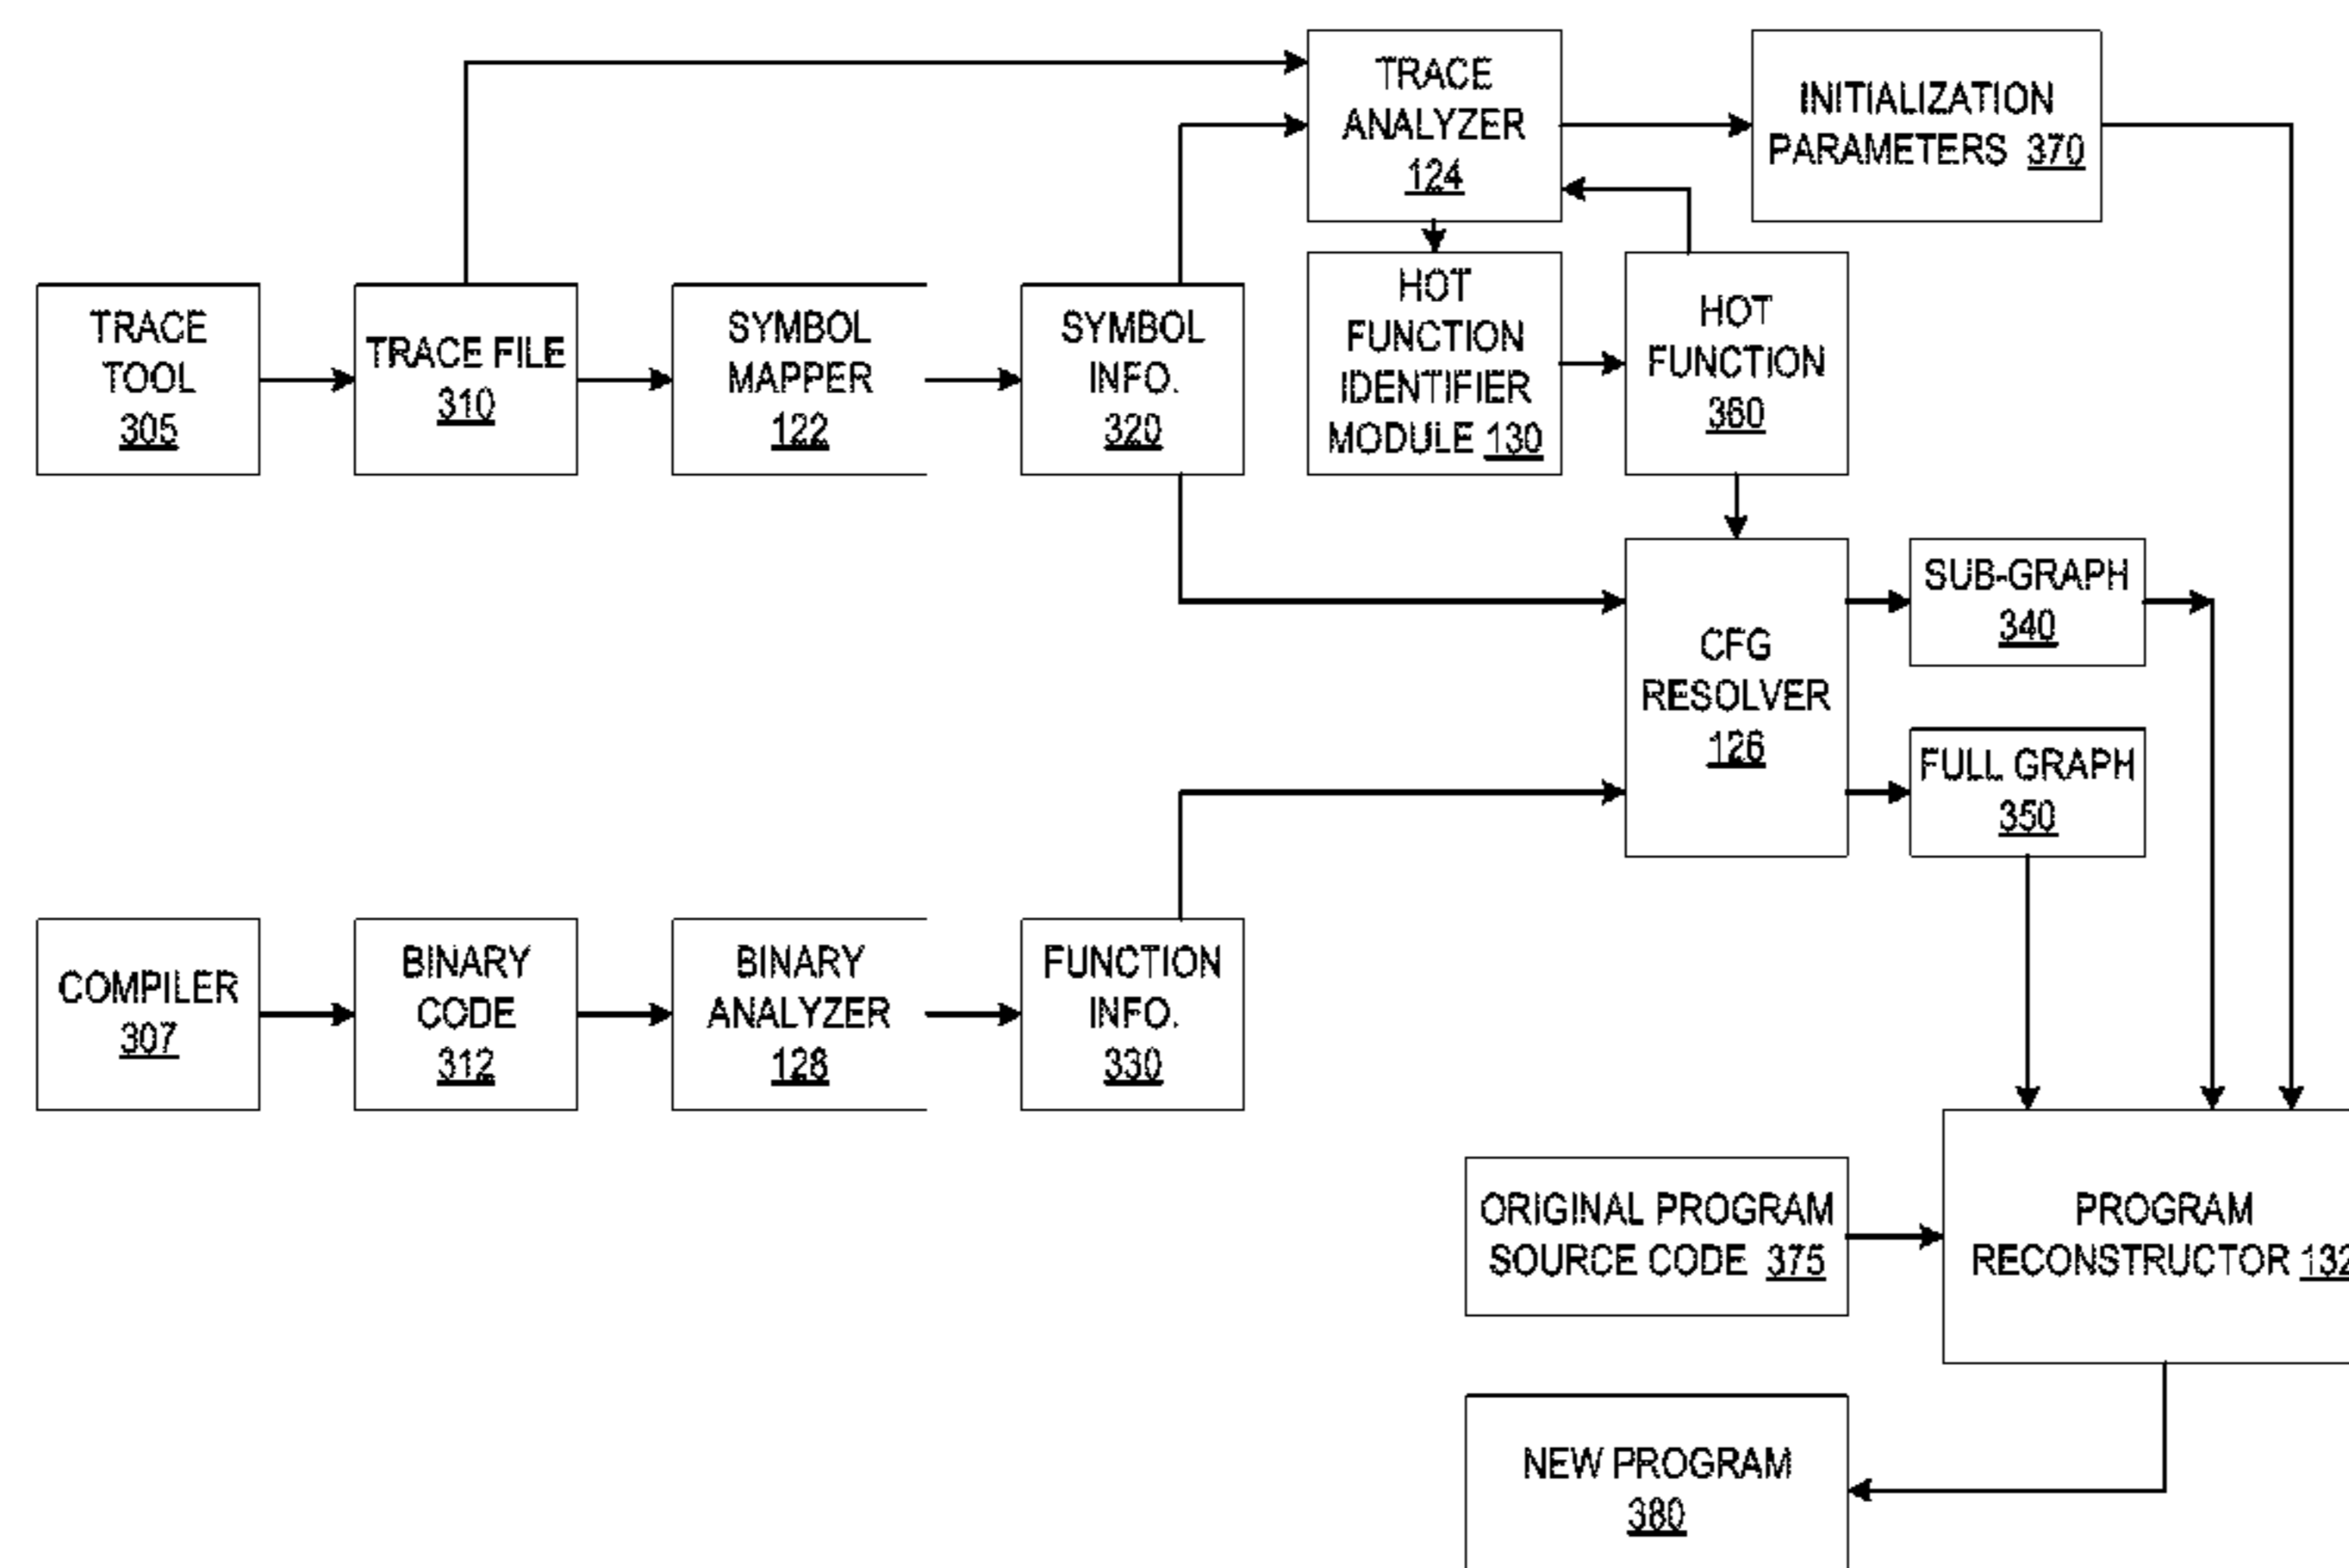 TRACE
ANALYZER
124
INITIALIZATION
PARAMETERS 370
TRACE
TOOL
305
TRACE FILE
310
SYMBOL
MAPPER
122
SYMBOL
INFO.
320
HOT
FUNCTION
IDENTIFIER
MODULE 130
HOT
FUNCTION
360
CFG
RESOLVER
126
SUB-GRAPH
340
FULL GRAPH
350
COMPILER
307
BINARY
CODE
312
BINARY
ANALYZER
128
FUNCTION
INFO.
330
ORIGINAL PROGRAM
SOURCE CODE 375
PROGRAM
RECONSTRUCTOR 132
NEW PROGRAM
380